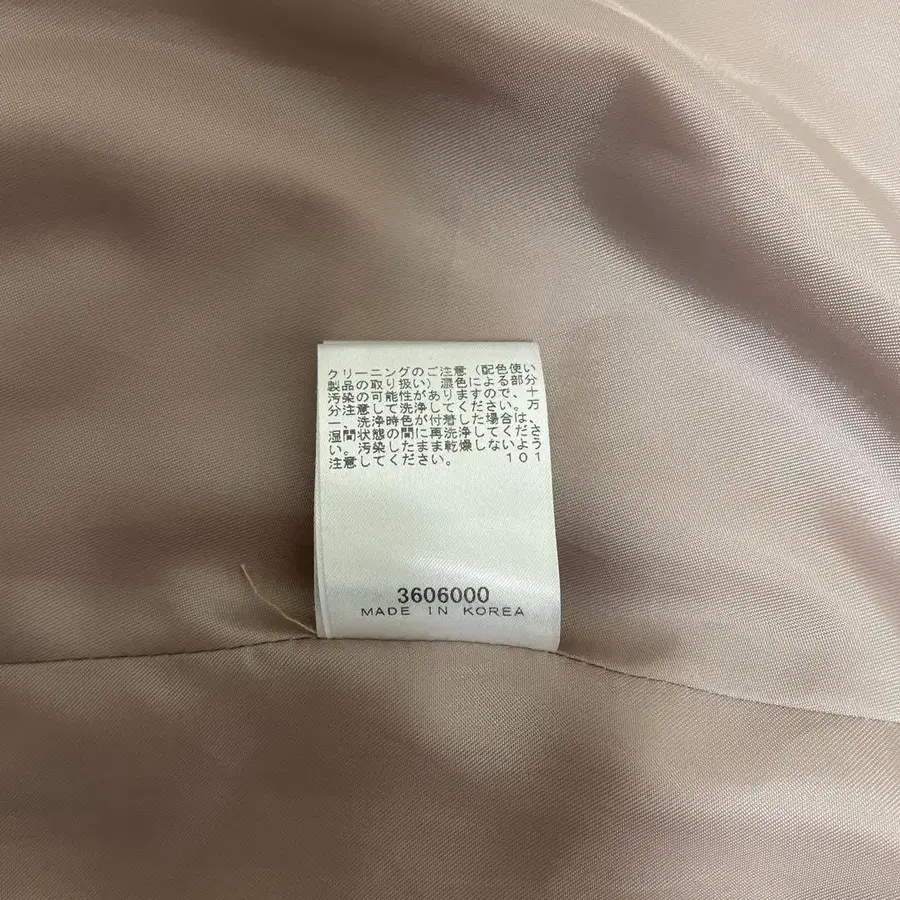 クリーニングのご注意（配色使い
製品の取り扱い）濃色による部分
汚染の可能性がありますので、十
分注意して洗浄してください。万
一、洗浄時色が付着した場合は、
湿間状態の間に再洗浄してくださ
い。汚染したまま乾燥しないよう
注意してください。　１０１
3606000
MADE IN KOREA